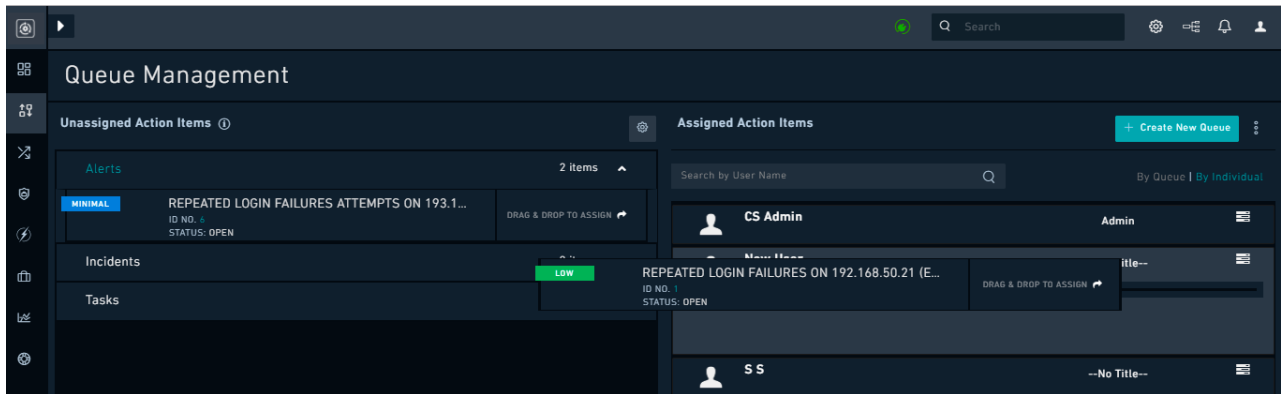 Search
Queue Management
Unassigned Action Items
Alerts
2 items
MINIMAL
REPEATED LOGIN FAILURES ATTEMPTS ON 193.1...
ID NO. 6
STATUS: OPEN
DRAG & DROP TO ASSIGN
Incidents
Tasks
Assigned Action Items
+ Create New Queue
Search by User Name
By Queue | By Individual
CS Admin
Admin
New User
LOW
REPEATED LOGIN FAILURES ON 192.168.50.21 (E...
ID NO. 1
STATUS: OPEN
DRAG & DROP TO ASSIGN
S S
--No Title--